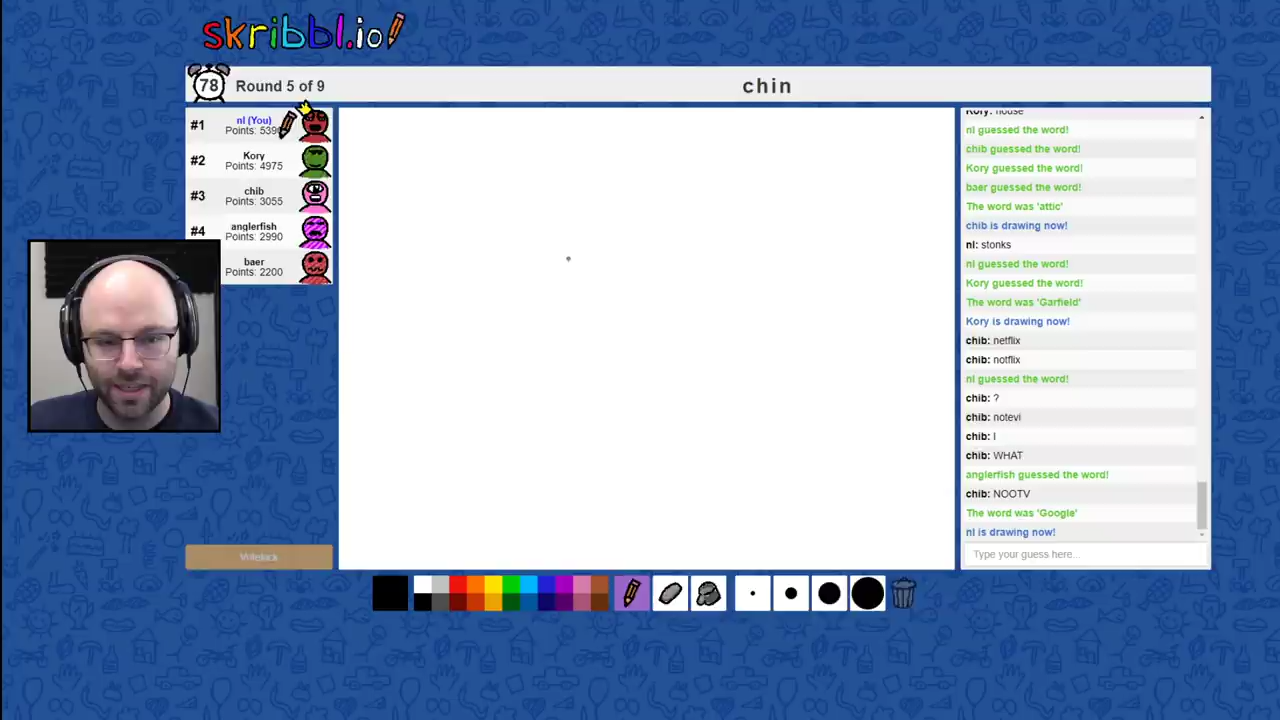 skribbl.io
78
Round 5 of 9
chin
#1
nl (You)
Points: 5390
#2
Kory
Points: 4975
#3
chib
Points: 3055
#4
anglerfish
Points: 2990
baer
Points: 2200
Votekick
Kory: house
nl guessed the word!
chib guessed the word!
Kory guessed the word!
baer guessed the word!
The word was 'attic'
chib is drawing now!
nl: stonks
nl guessed the word!
Kory guessed the word!
The word was 'Garfield'
Kory is drawing now!
chib: netflix
chib: notflix
nl guessed the word!
chib: ?
chib: notevi
chib: I
chib: WHAT
anglerfish guessed the word!
chib: NOOTV
The word was 'Google'
nl is drawing now!
Type your guess here...